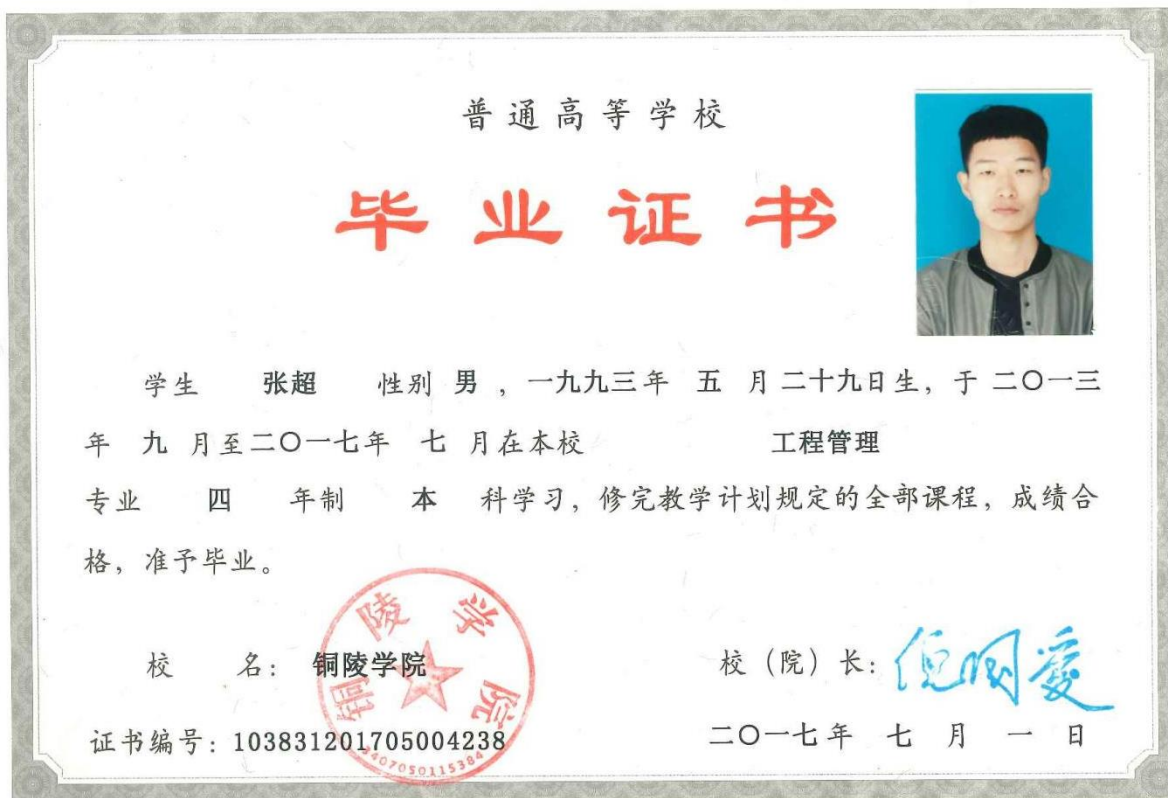 普通高等学校
毕业证书
学生 张超 性别 男 ，一九九三年 五 月二十九日生，于二〇一三
年 九 月至二〇一七年 七 月在本校 工程管理
专业 四 年制 本 科学习，修完教学计划规定的全部课程，成绩合
格，准予毕业。
铜陵学院
校 名： 铜陵学院
校（院）长：倪国爱
证书编号：103831201705004238
二〇一七年 七 月 一 日
3407050115384